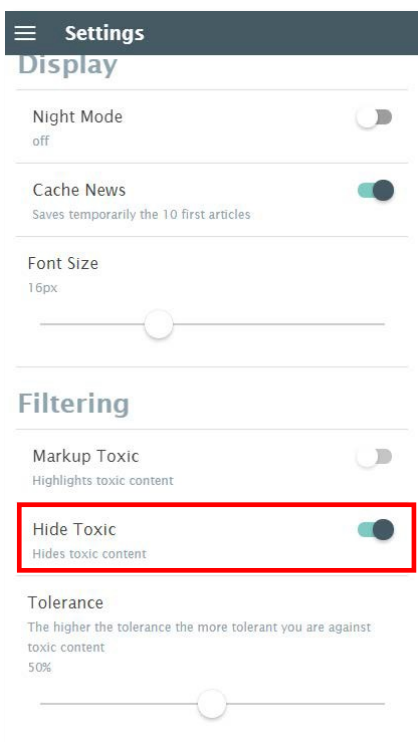 Settings
Display
Night Mode
off
Cache News
Saves temporarily the 10 first articles
Font Size
16px
Filtering
Markup Toxic
Highlights toxic content
Hide Toxic
Hides toxic content
Tolerance
The higher the tolerance the more tolerant you are against
toxic content
50%